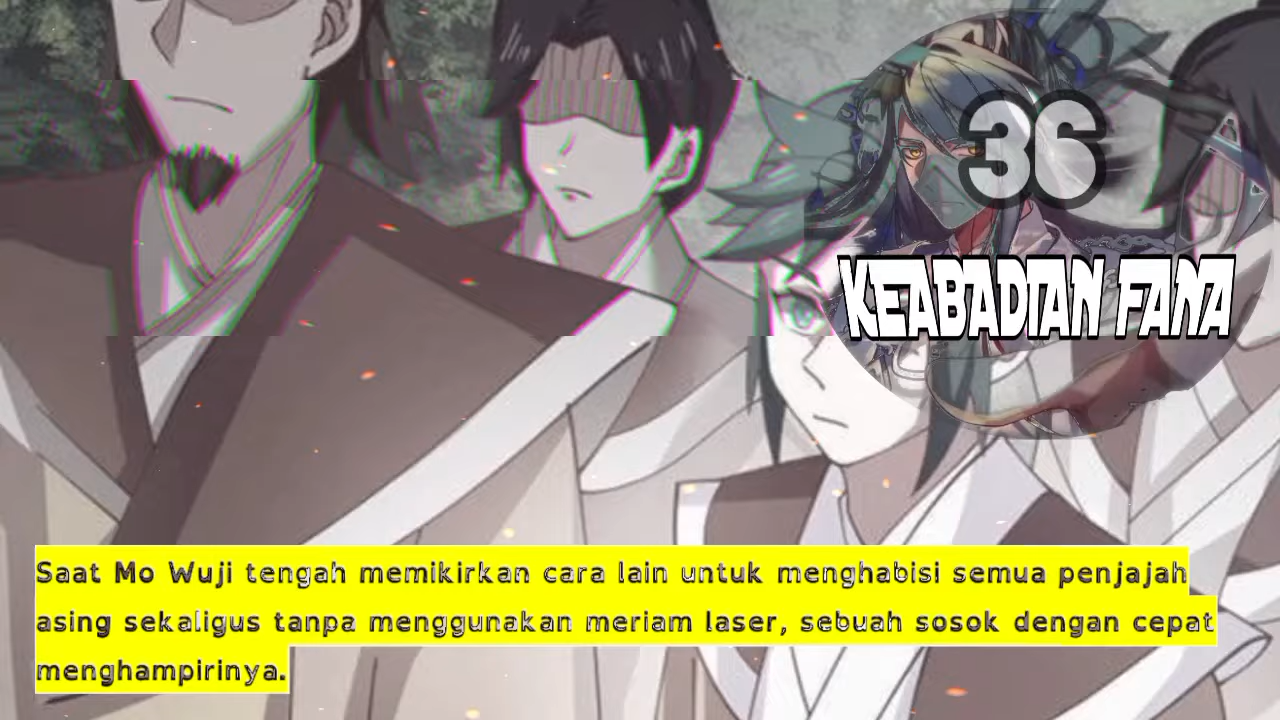 36
KEABADIAN FANA
Saat Mo Wuji tengah memikirkan cara lain untuk menghabisi semua penjajah
asing sekaligus tanpa menggunakan meriam laser, sebuah sosok dengan cepat
menghampirinya.